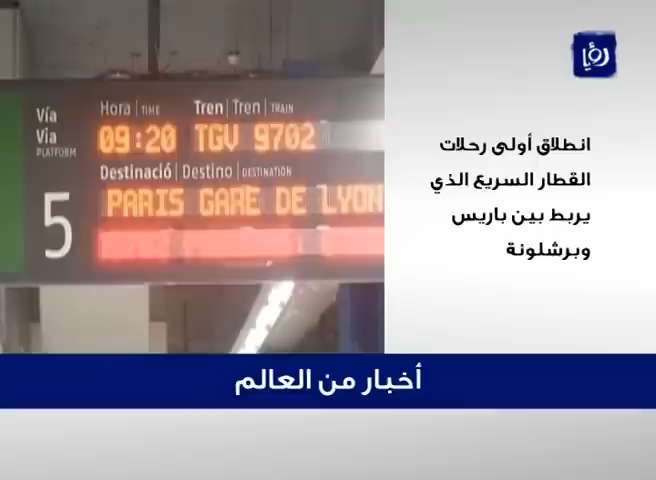 رؤيا
Vía
Via
PLATFORM
5
Hora | TIME
Tren | Tren | TRAIN
09:20 TGV 9702
Destinació | Destino | DESTINATION
PARIS GARE DE LYON
انطلاق أولى رحلات
القطار السريع الذي
يربط بين باريس
وبرشلونة
أخبار من العالم